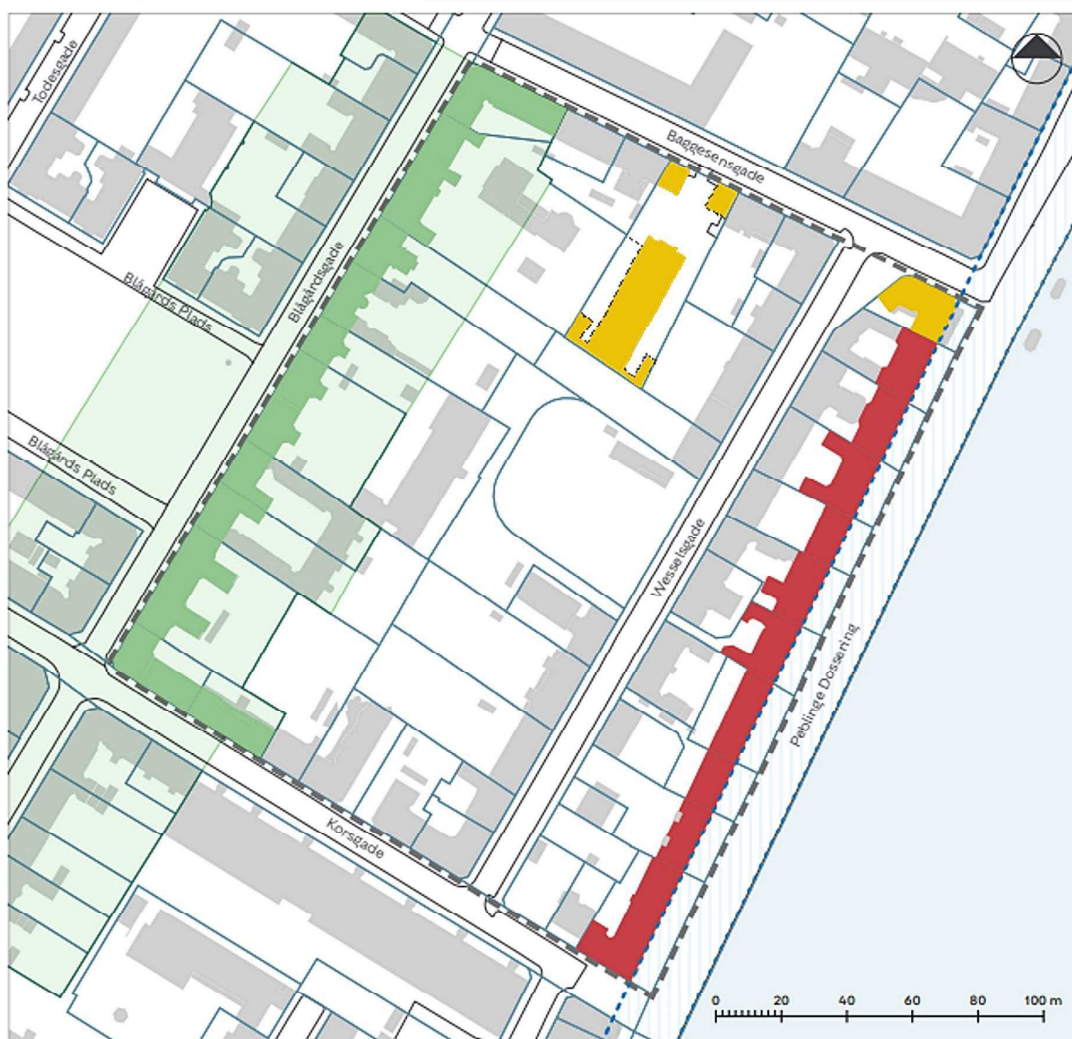 Todesgade
Baggesensgade
Blågårdsgade
Blågårds Plads
Blågårds Plads
Wesselsgade
Peblinge Dossering
Korsgade
0 20 40 60 80 100 m